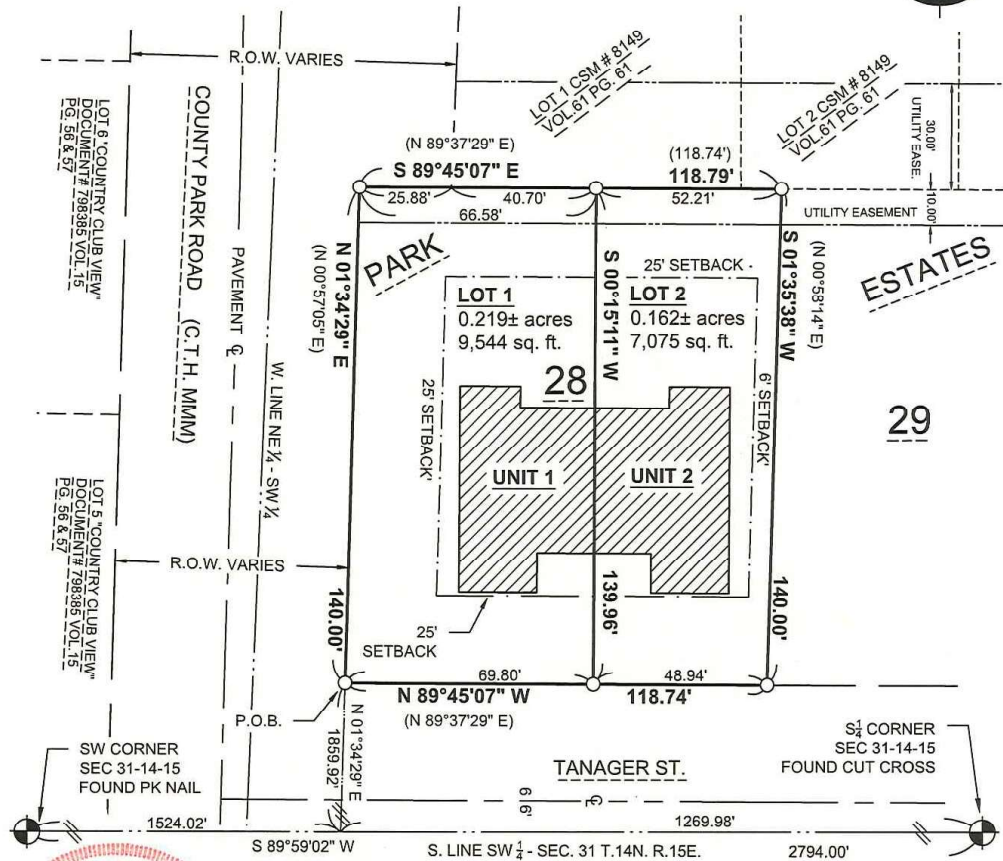 R.O.W. VARIES
LOT 1 CSM # 8149
VOL.61 PG. 61
LOT 2 CSM # 8149
VOL.61 PG. 61
30.00'
UTILITY EASE.
10.00'
UTILITY EASEMENT
LOT 6 "COUNTRY CLUB VIEW"
DOCUMENT# 798385 VOL.15
PG. 56 & 57
COUNTY PARK ROAD (C.T.H. MMM)
PAVEMENT ℄
W. LINE NE¼ - SW ¼
(N 89°37'29" E)
S 89°45'07" E
(118.74')
118.79'
25.88'
40.70'
52.21'
66.58'
N 01°34'29" E
(N 00°57'05" E)
PARK
ESTATES
S 01°35'38" W
(N 00°58'14" E)
25' SETBACK
LOT 1
0.219± acres
9,544 sq. ft.
LOT 2
0.162± acres
7,075 sq. ft.
S 00°15'11" W
28
29
25' SETBACK
6' SETBACK'
UNIT 1
UNIT 2
LOT 5 "COUNTRY CLUB VIEW"
DOCUMENT# 798385 VOL.15
PG. 56 & 57
R.O.W. VARIES
140.00'
139.96'
140.00'
25'
SETBACK
69.80'
48.94'
N 89°45'07" W
118.74'
(N 89°37'29" E)
P.O.B.
N 01°34'29" E
1859.92'
SW CORNER
SEC 31-14-15
FOUND PK NAIL
S¼ CORNER
SEC 31-14-15
FOUND CUT CROSS
TANAGER ST.
66'
℄
1524.02'
1269.98'
S 89°59'02" W
S. LINE SW ¼ - SEC. 31 T.14N. R.15E.
2794.00'